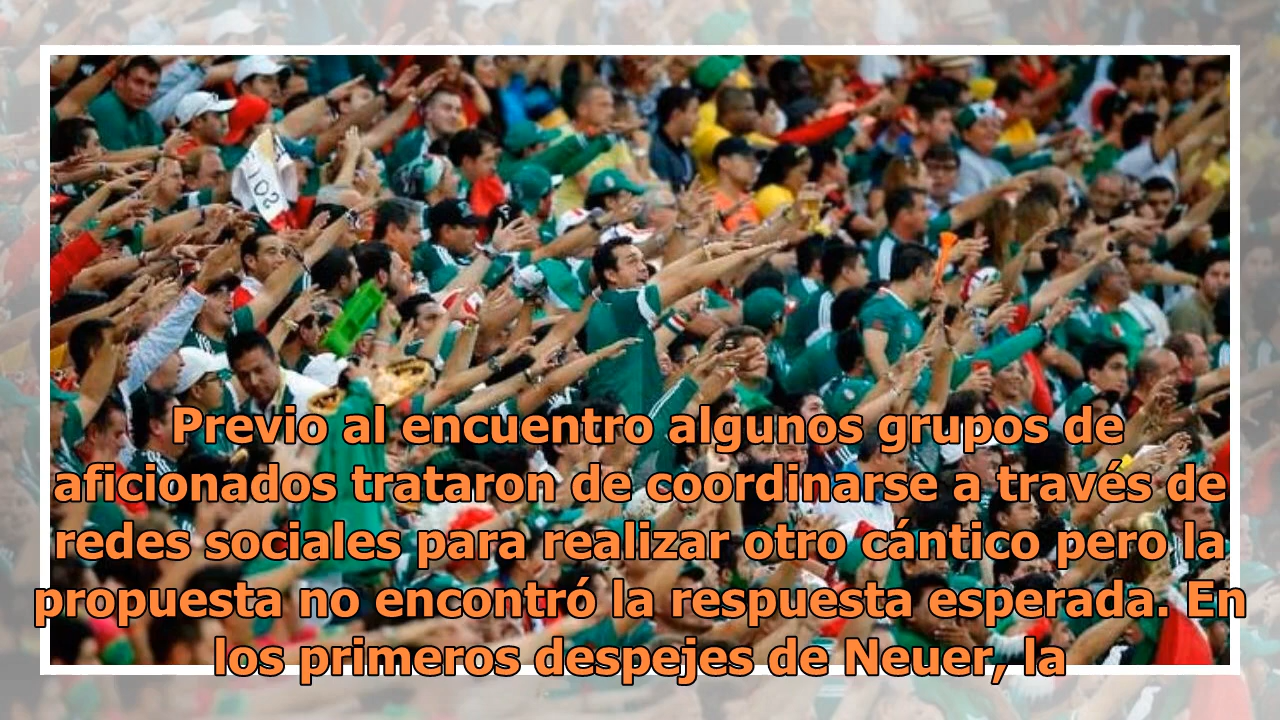 Previo al encuentro algunos grupos de
aficionados trataron de coordinarse a través de
redes sociales para realizar otro cántico pero la
propuesta no encontró la respuesta esperada. En
los primeros despejes de Neuer, la